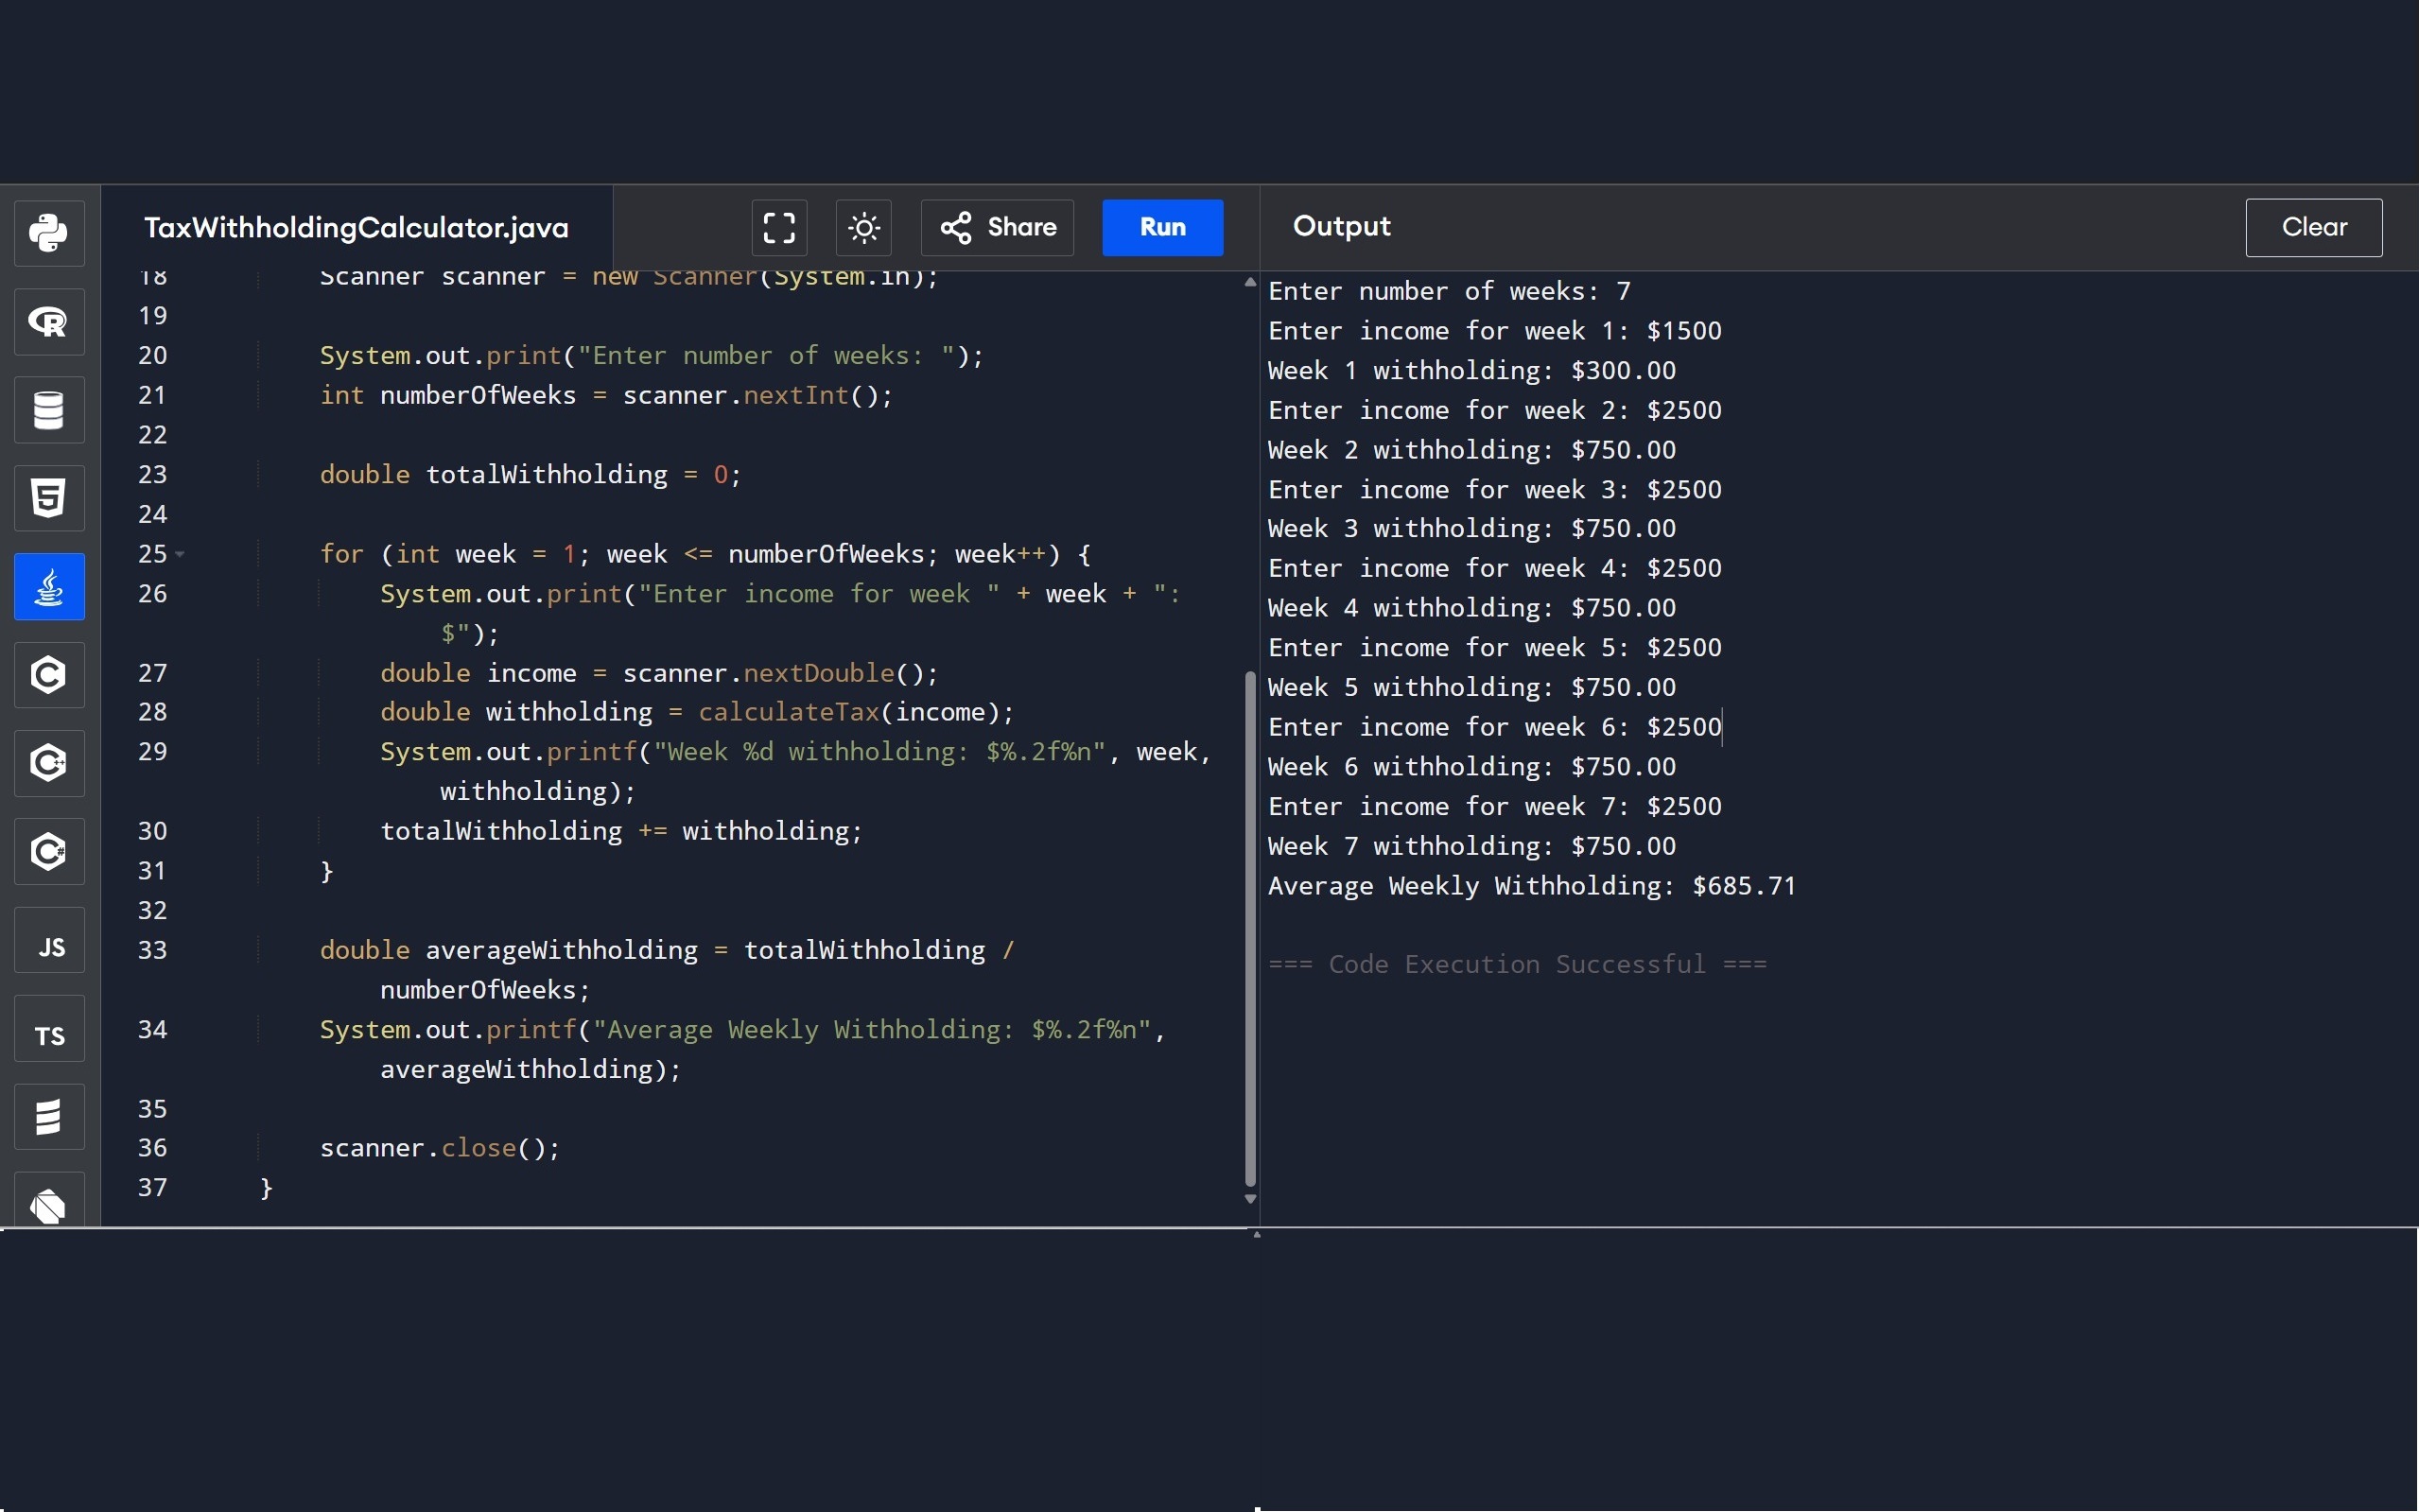 TaxWithholdingCalculator.java
Share
Run
18 Scanner scanner = new Scanner(System.in);
19
20 System.out.print("Enter number of weeks: ");
21 int numberOfWeeks = scanner.nextInt();
22
23 double totalWithholding = 0;
24
25 for (int week = 1; week <= numberOfWeeks; week++) {
26 System.out.print("Enter income for week " + week + ":
$");
27 double income = scanner.nextDouble();
28 double withholding = calculateTax(income);
29 System.out.printf("Week %d withholding: $%.2f%n", week,
withholding);
30 totalWithholding += withholding;
31 }
32
33 double averageWithholding = totalWithholding /
numberOfWeeks;
34 System.out.printf("Average Weekly Withholding: $%.2f%n",
averageWithholding);
35
36 scanner.close();
37 }
R
5
C
C++
C#
JS
TS
Output
Clear
Enter number of weeks: 7
Enter income for week 1: $1500
Week 1 withholding: $300.00
Enter income for week 2: $2500
Week 2 withholding: $750.00
Enter income for week 3: $2500
Week 3 withholding: $750.00
Enter income for week 4: $2500
Week 4 withholding: $750.00
Enter income for week 5: $2500
Week 5 withholding: $750.00
Enter income for week 6: $2500
Week 6 withholding: $750.00
Enter income for week 7: $2500
Week 7 withholding: $750.00
Average Weekly Withholding: $685.71
=== Code Execution Successful ===